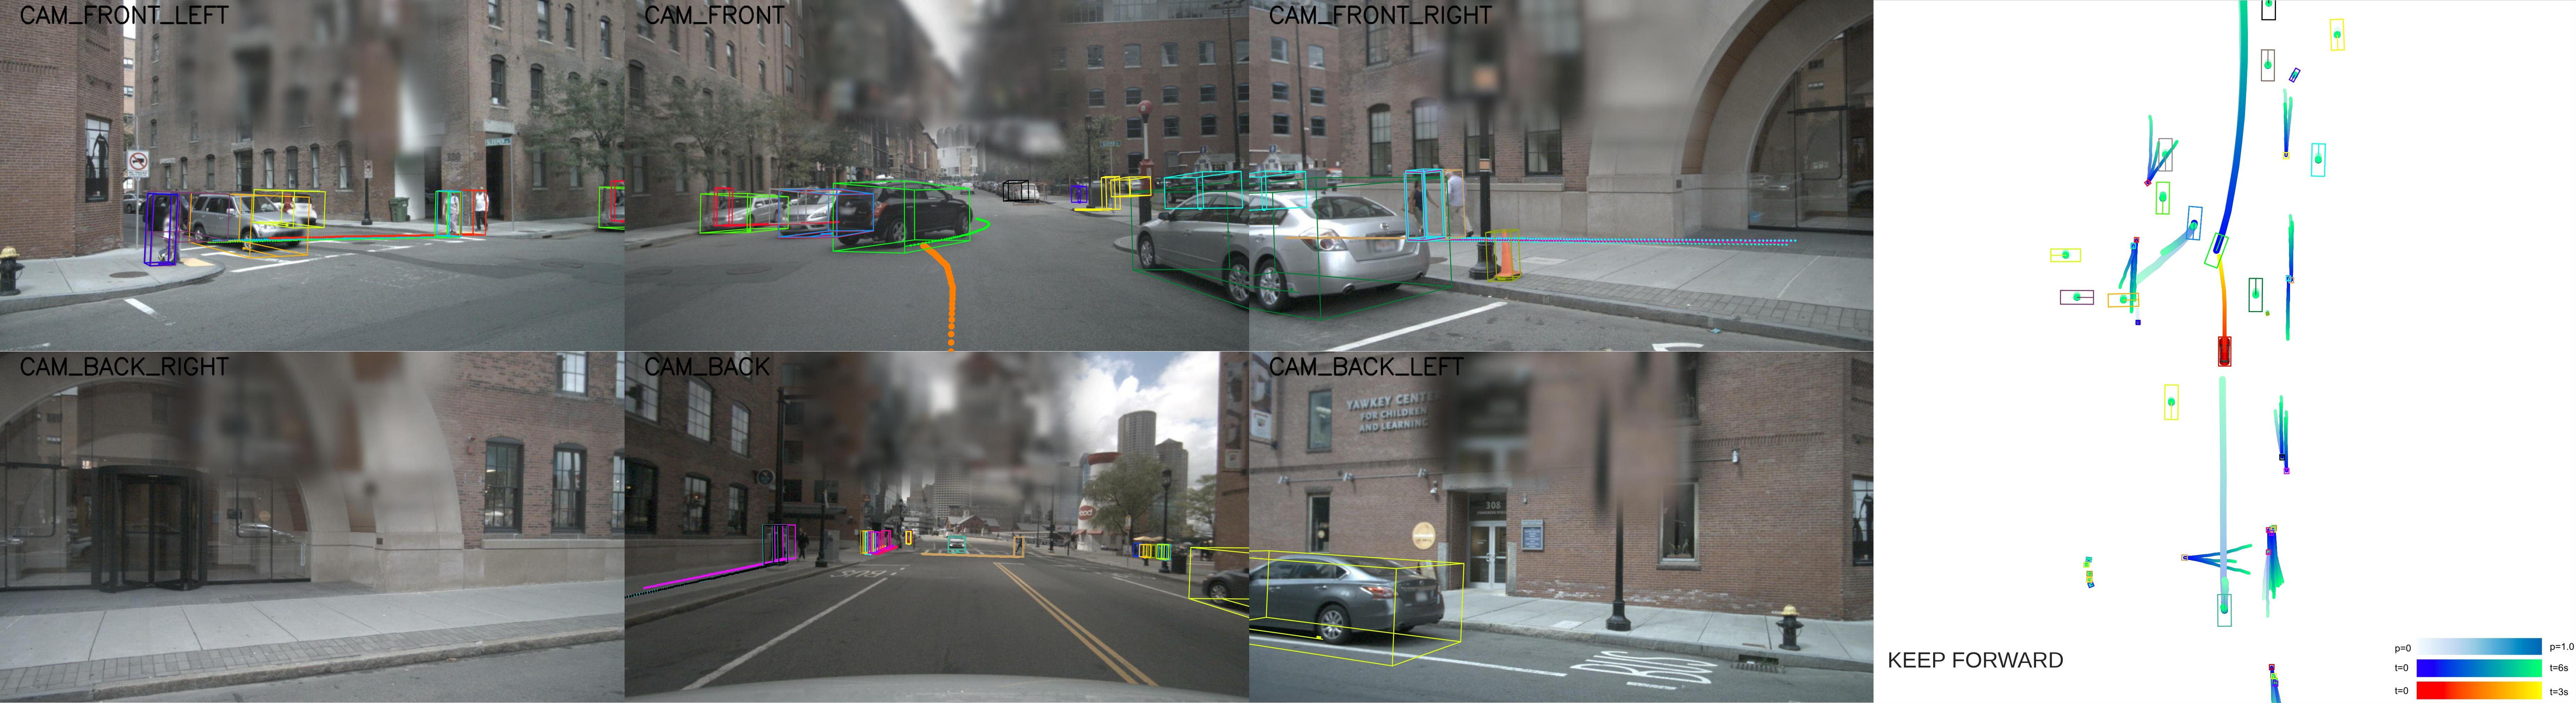 CAM_FRONT_LEFT
CAM_FRONT
CAM_FRONT_RIGHT
CAM_BACK_RIGHT
CAM_BACK
CAM_BACK_LEFT
YAWKEY CENTER
FOR CHILDREN
AND LEARNING
308
BUS
KEEP FORWARD
p=0
p=1.0
t=0
t=6s
t=0
t=3s